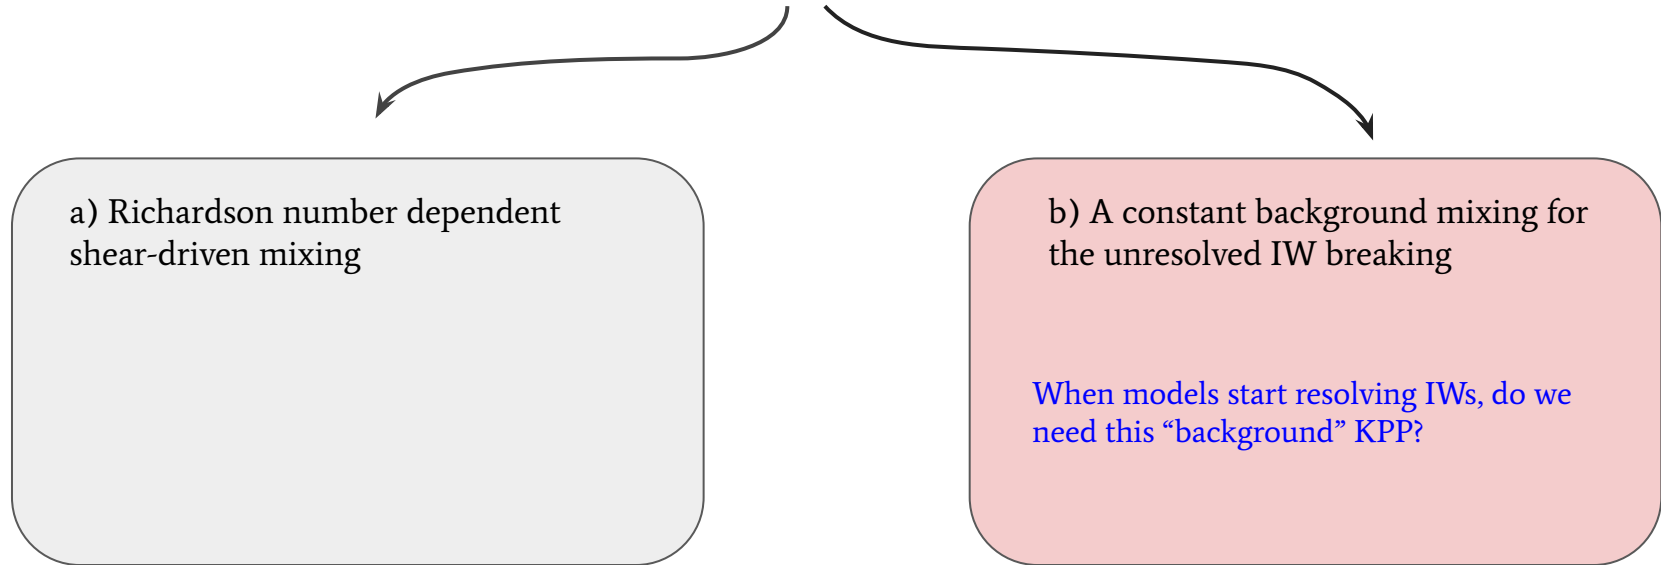 a) Richardson number dependent
shear-driven mixing
b) A constant background mixing for
the unresolved IW breaking
When models start resolving IWs, do we
need this “background” KPP?